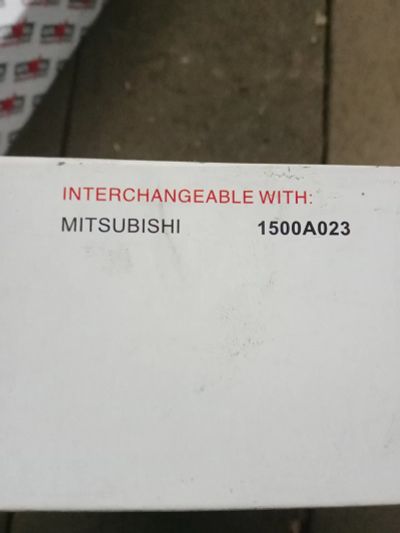 INTERCHANGEABLE WITH:
MITSUBISHI 1500A023